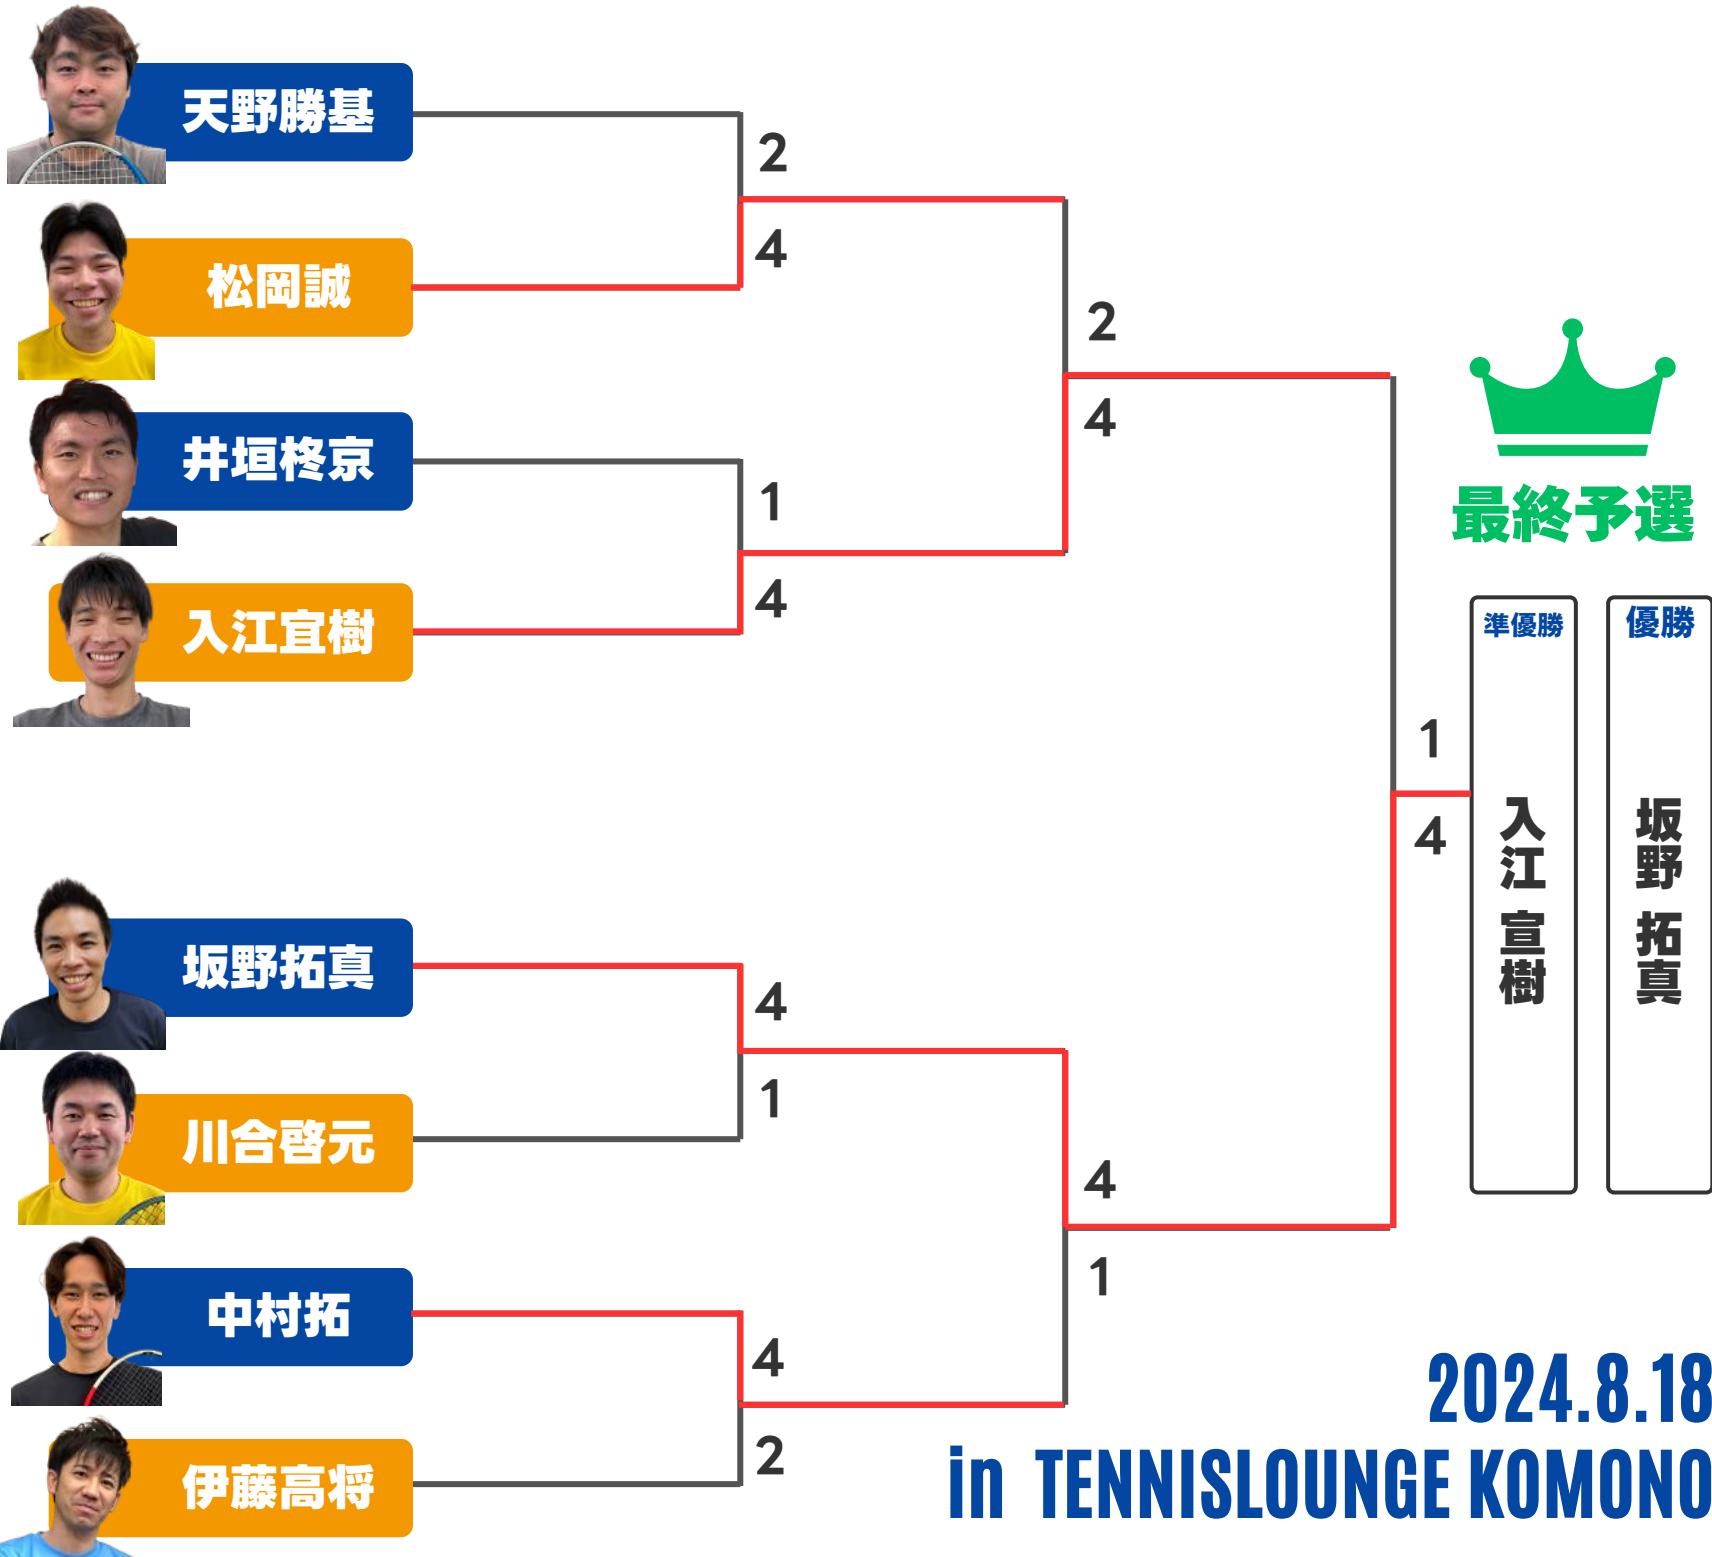 天野勝基
2
4
松岡誠
2
4
井垣柊京
1
4
入江宜樹
最終予選
準優勝
入江 宣樹
優勝
坂野 拓真
1
4
坂野拓真
4
1
川合啓元
4
1
中村拓
4
2
伊藤高将
2024.8.18
in TENNISLOUNGE KOMONO